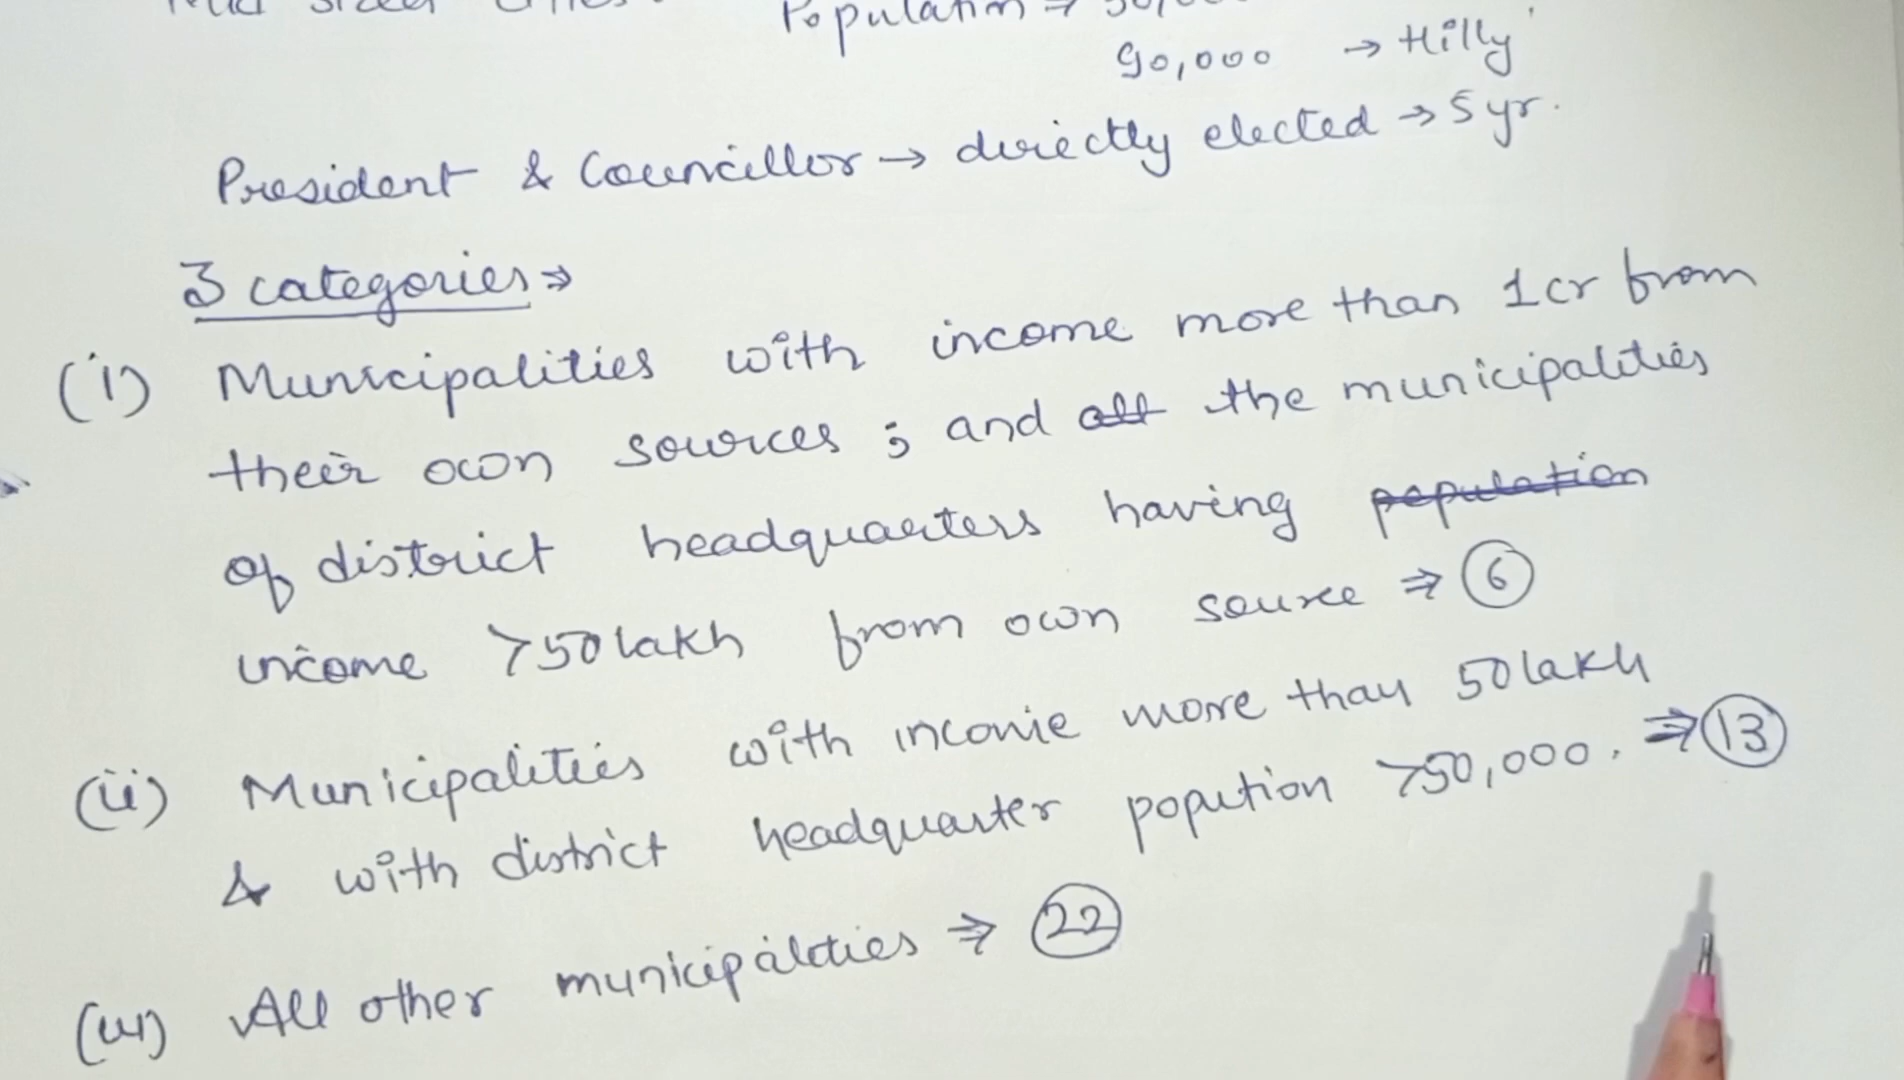 Population →
90,000 → Hilly
President & Councillor → directly elected → 5 yr.
3 categories ⇒
(i) Municipalities with income more than 1 cr from
their own sources ; and all the municipalities
of district headquarters having population
income >50 lakh from own source ⇒ 6
(ii) Municipalities with income more than 50 lakh
& with district headquarter popution >50,000. ⇒ 13
(iii) All other municipalities ⇒ 22